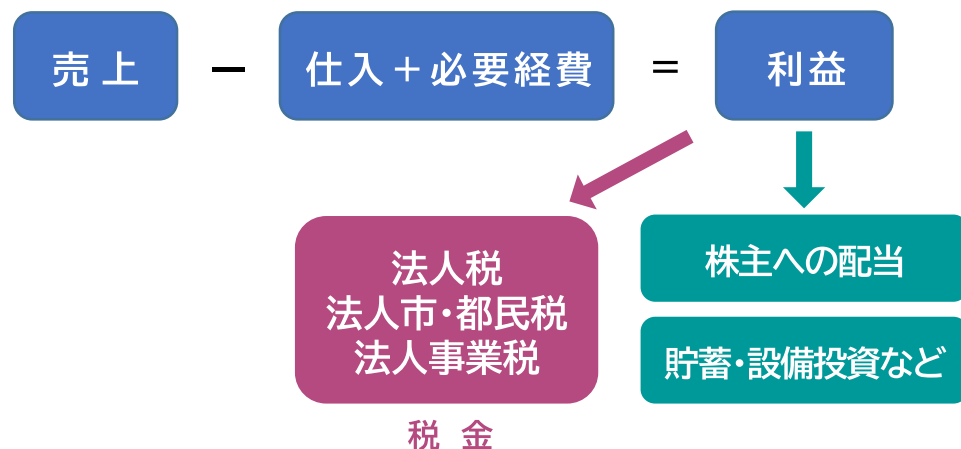 売上 − 仕入＋必要経費 ＝ 利益
法人税
法人市・都民税
法人事業税
税金
株主への配当
貯蓄・設備投資など